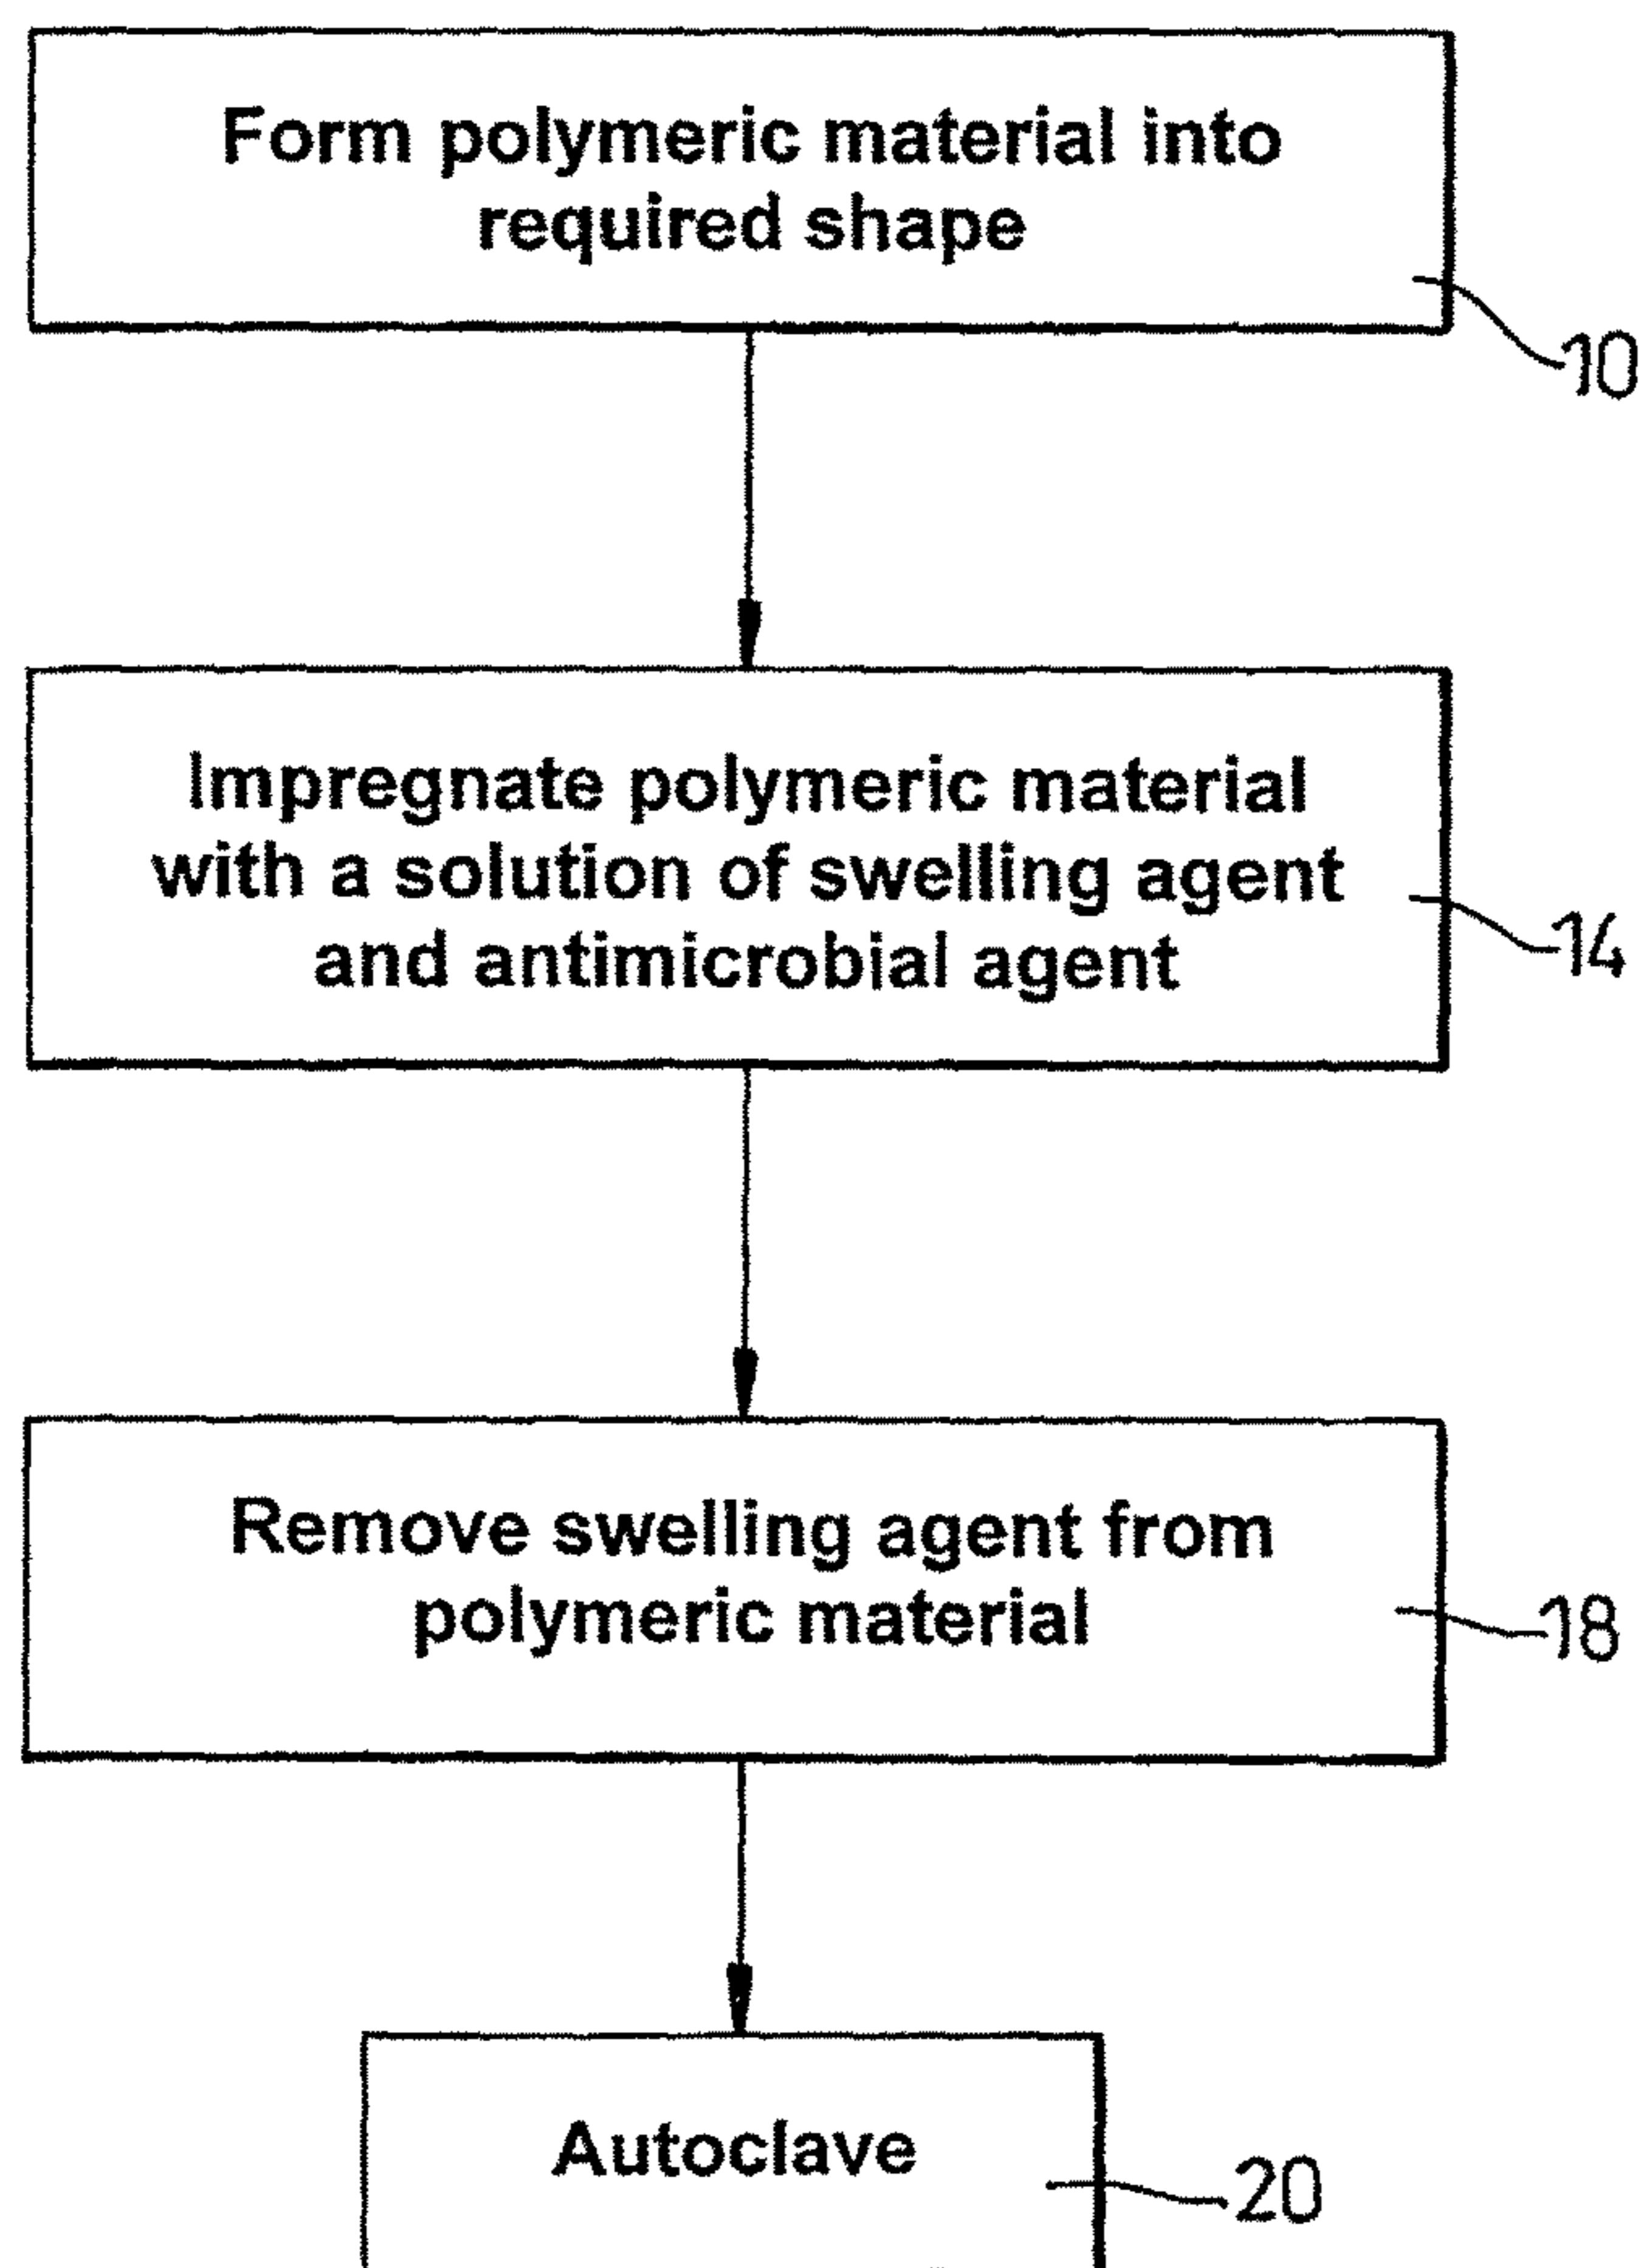 Form polymeric material into
required shape
10
Impregnate polymeric material
with a solution of swelling agent
and antimicrobial agent
14
Remove swelling agent from
polymeric material
18
Autoclave
20